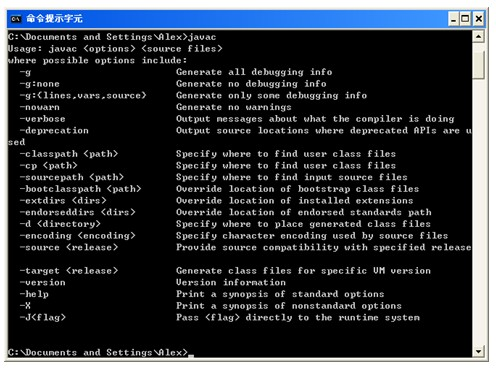 命令提示字元
C:\Documents and Settings\Alex>javac
Usage: javac <options> <source files>
where possible options include:
  -g                         Generate all debugging info
  -g:none                    Generate no debugging info
  -g:{lines,vars,source}     Generate only some debugging info
  -nowarn                    Generate no warnings
  -verbose                   Output messages about what the compiler is doing
  -deprecation               Output source locations where deprecated APIs are u
sed
  -classpath <path>          Specify where to find user class files
  -cp <path>                 Specify where to find user class files
  -sourcepath <path>         Specify where to find input source files
  -bootclasspath <path>      Override location of bootstrap class files
  -extdirs <dirs>            Override location of installed extensions
  -endorseddirs <dirs>       Override location of endorsed standards path
  -d <directory>             Specify where to place generated class files
  -encoding <encoding>       Specify character encoding used by source files
  -source <release>          Provide source compatibility with specified release
  -target <release>          Generate class files for specific VM version
  -version                   Version information
  -help                      Print a synopsis of standard options
  -X                         Print a synopsis of nonstandard options
  -J<flag>                   Pass <flag> directly to the runtime system
C:\Documents and Settings\Alex>_